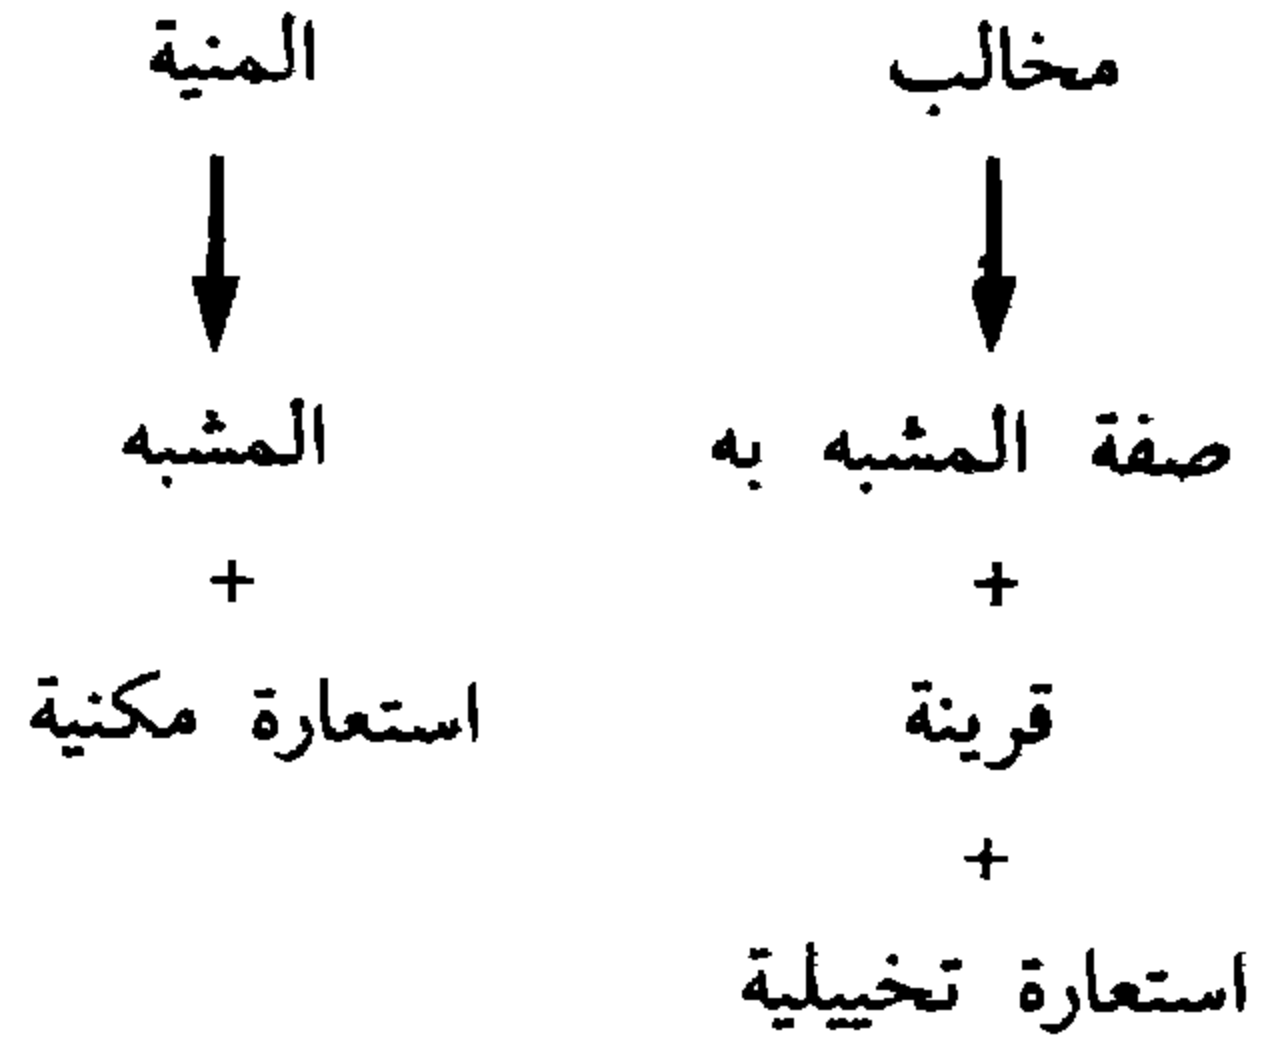 مخالب المنية
صفة المشبه به المشبه
+ +
قرينة استعارة مكنية
+
استعارة تخييلية